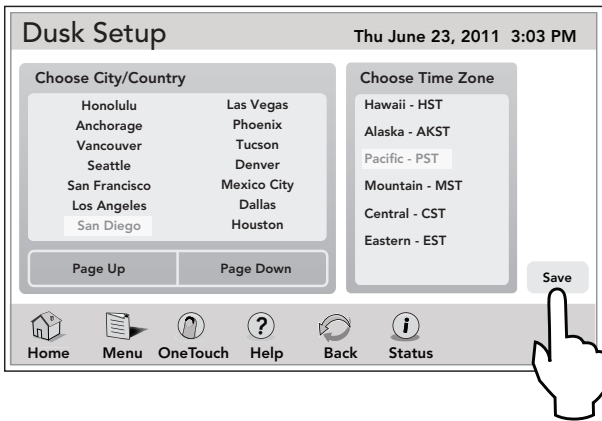 Dusk Setup
Thu June 23, 2011 3:03 PM
Choose City/Country
Honolulu
Anchorage
Vancouver
Seattle
San Francisco
Los Angeles
San Diego
Las Vegas
Phoenix
Tucson
Denver
Mexico City
Dallas
Houston
Page Up
Page Down
Choose Time Zone
Hawaii - HST
Alaska - AKST
Pacific - PST
Mountain - MST
Central - CST
Eastern - EST
Save
Home
Menu
OneTouch
?
Help
Back
i
Status